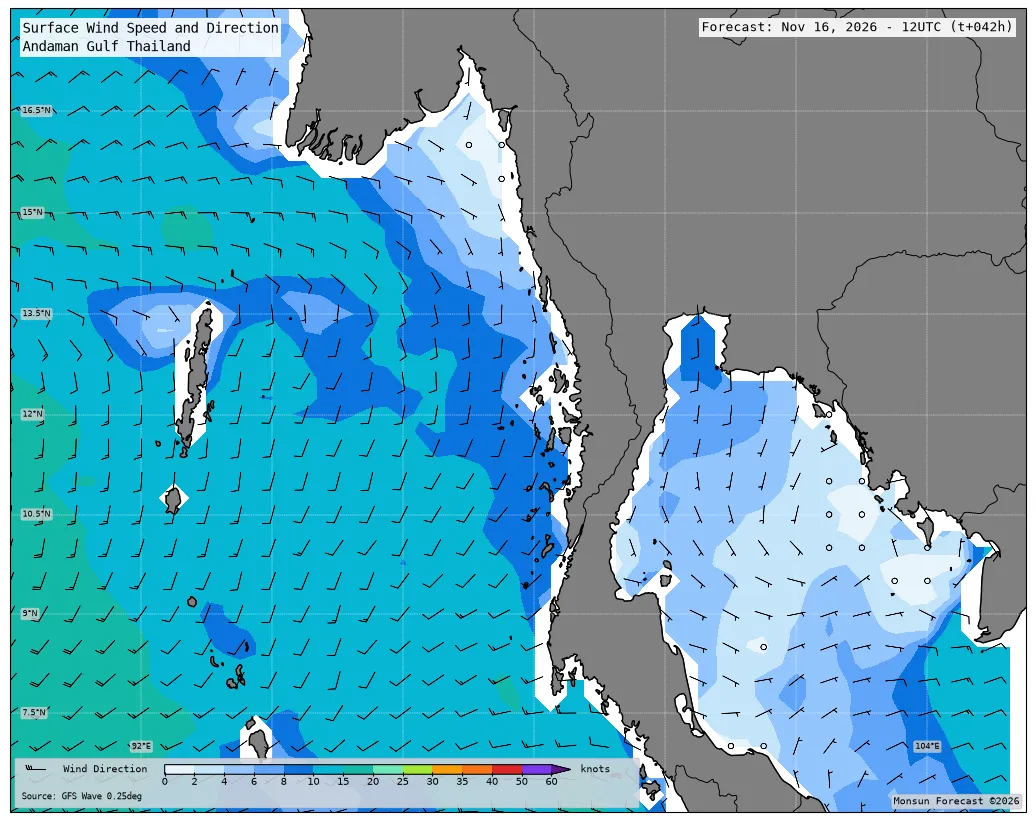 Surface Wind Speed and Direction
Andaman Gulf Thailand
Forecast: Nov 16, 2026 - 12UTC (t+042h)
16.5°N
15°N
13.5°N
12°N
10.5°N
9°N
7.5°N
92°E
104°E
Wind Direction
knots
0 2 4 6 8 10 15 20 25 30 35 40 50 60
Source: GFS Wave 0.25deg
Monsun Forecast ©2026